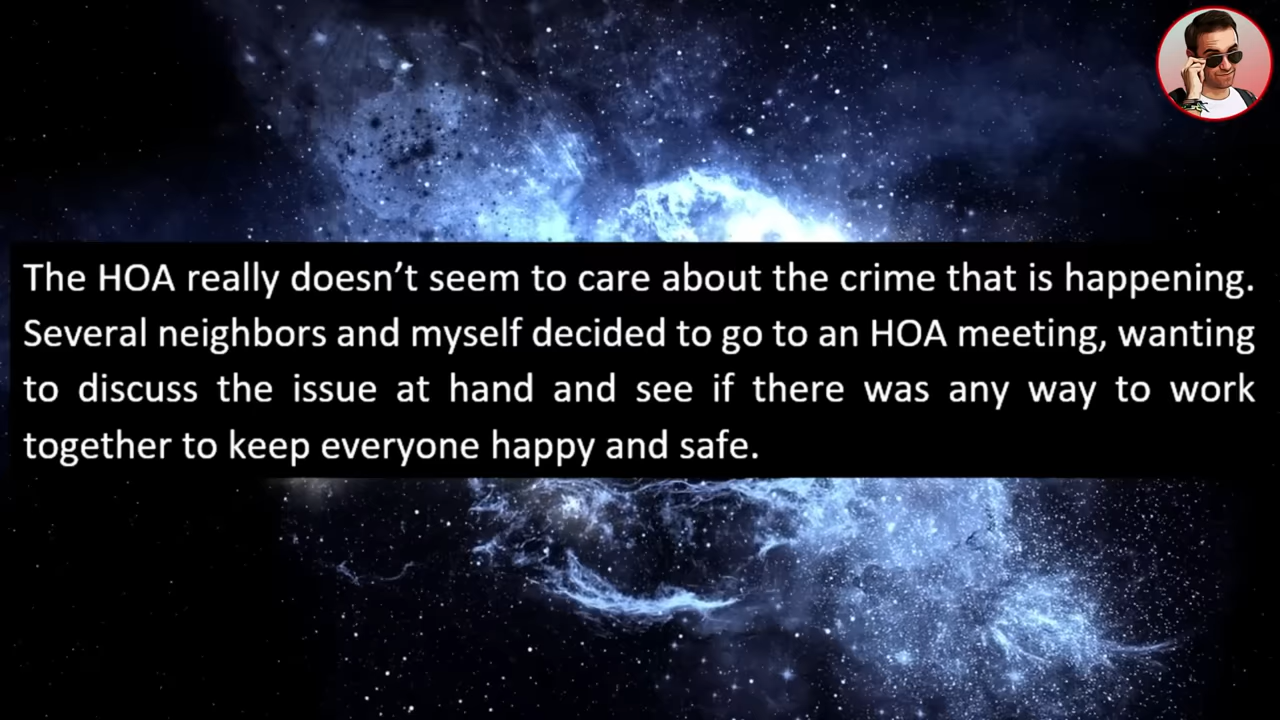 The HOA really doesn’t seem to care about the crime that is happening.
Several neighbors and myself decided to go to an HOA meeting, wanting
to discuss the issue at hand and see if there was any way to work
together to keep everyone happy and safe.